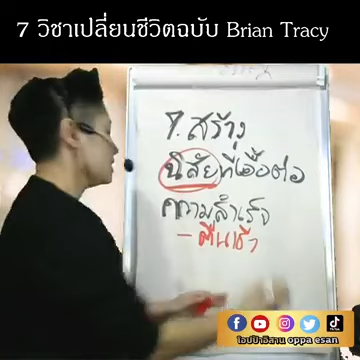 7 วิชาเปลี่ยนชีวิตฉบับ Brian Tracy
7. สร้าง
นิสัยที่เอื้อต่อ
ความสำเร็จ
- ตื่นเช้า
โอปป้าอีสาน oppa esan